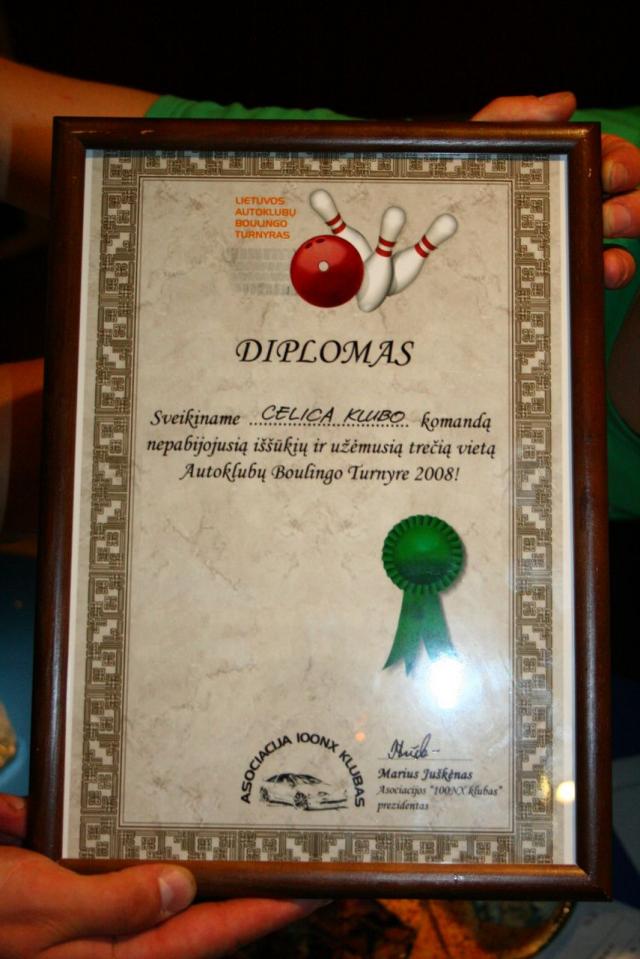 LIETUVOS
AUTOKLUBŲ
BOULINGO
TURNYRAS
DIPLOMAS
Sveikiname CELICA KLUBO komandą
nepabijojusią iššūkių ir užėmusią trečią vietą
Autoklubų Boulingo Turnyre 2008!
ASOCIACIJA 100NX KLUBAS
Marius Juškėnas
Asociacijos "100NX klubas"
prezidentas